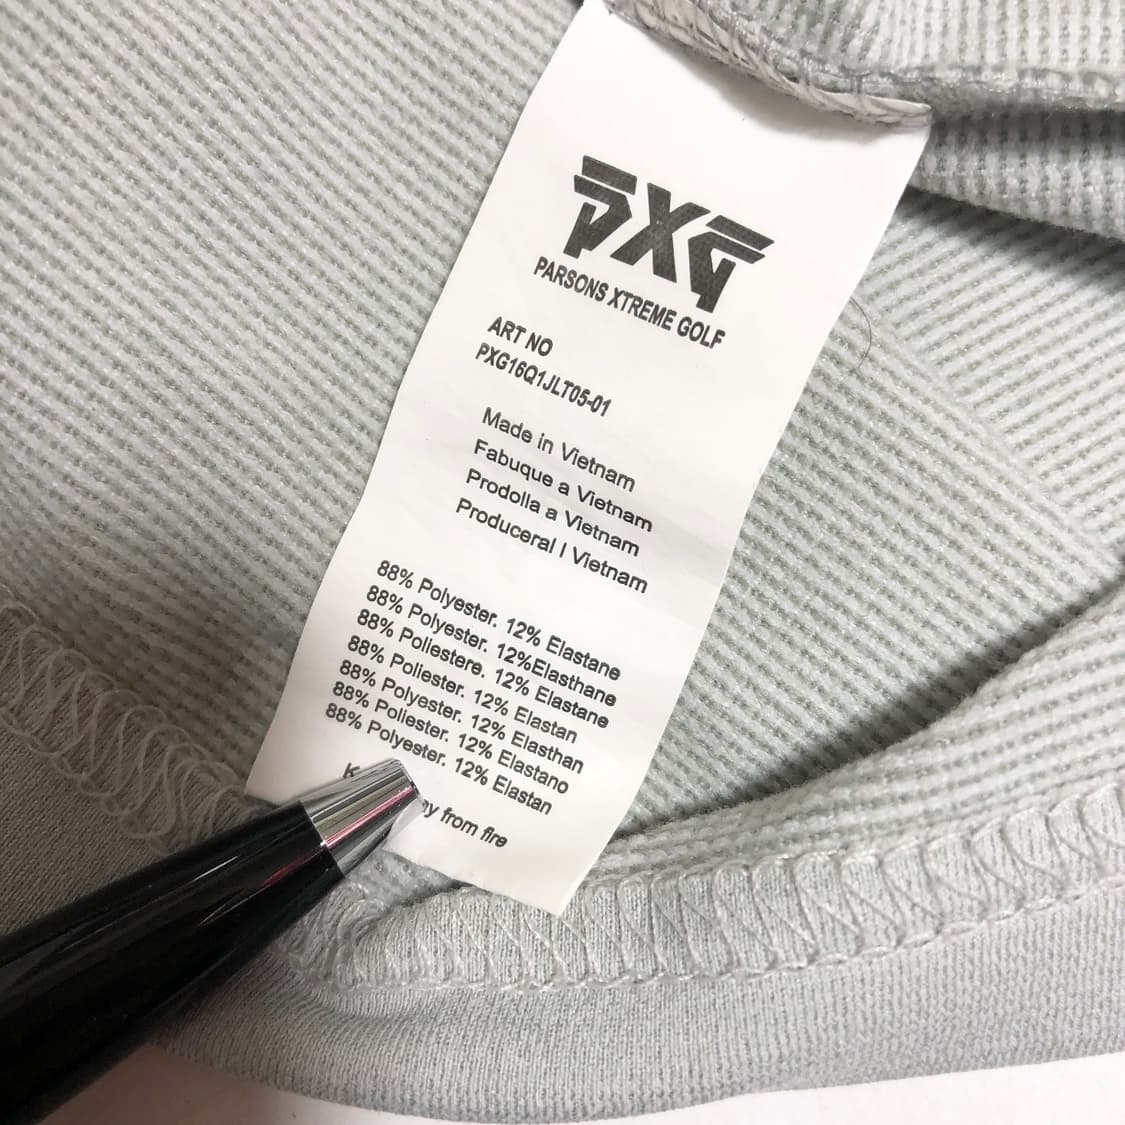 PXG
PARSONS XTREME GOLF
ART NO
PXG16Q1JLT05-01
Made in Vietnam
Fabuque a Vietnam
Prodolla a Vietnam
Produceral I Vietnam
88% Polyester. 12% Elastane
88% Polyester. 12%Elasthane
88% Poliestere. 12% Elastane
88% Poliester. 12% Elastan
88% Polyester. 12% Elasthan
88% Poliester. 12% Elastano
88% Polyester. 12% Elastan
from fire